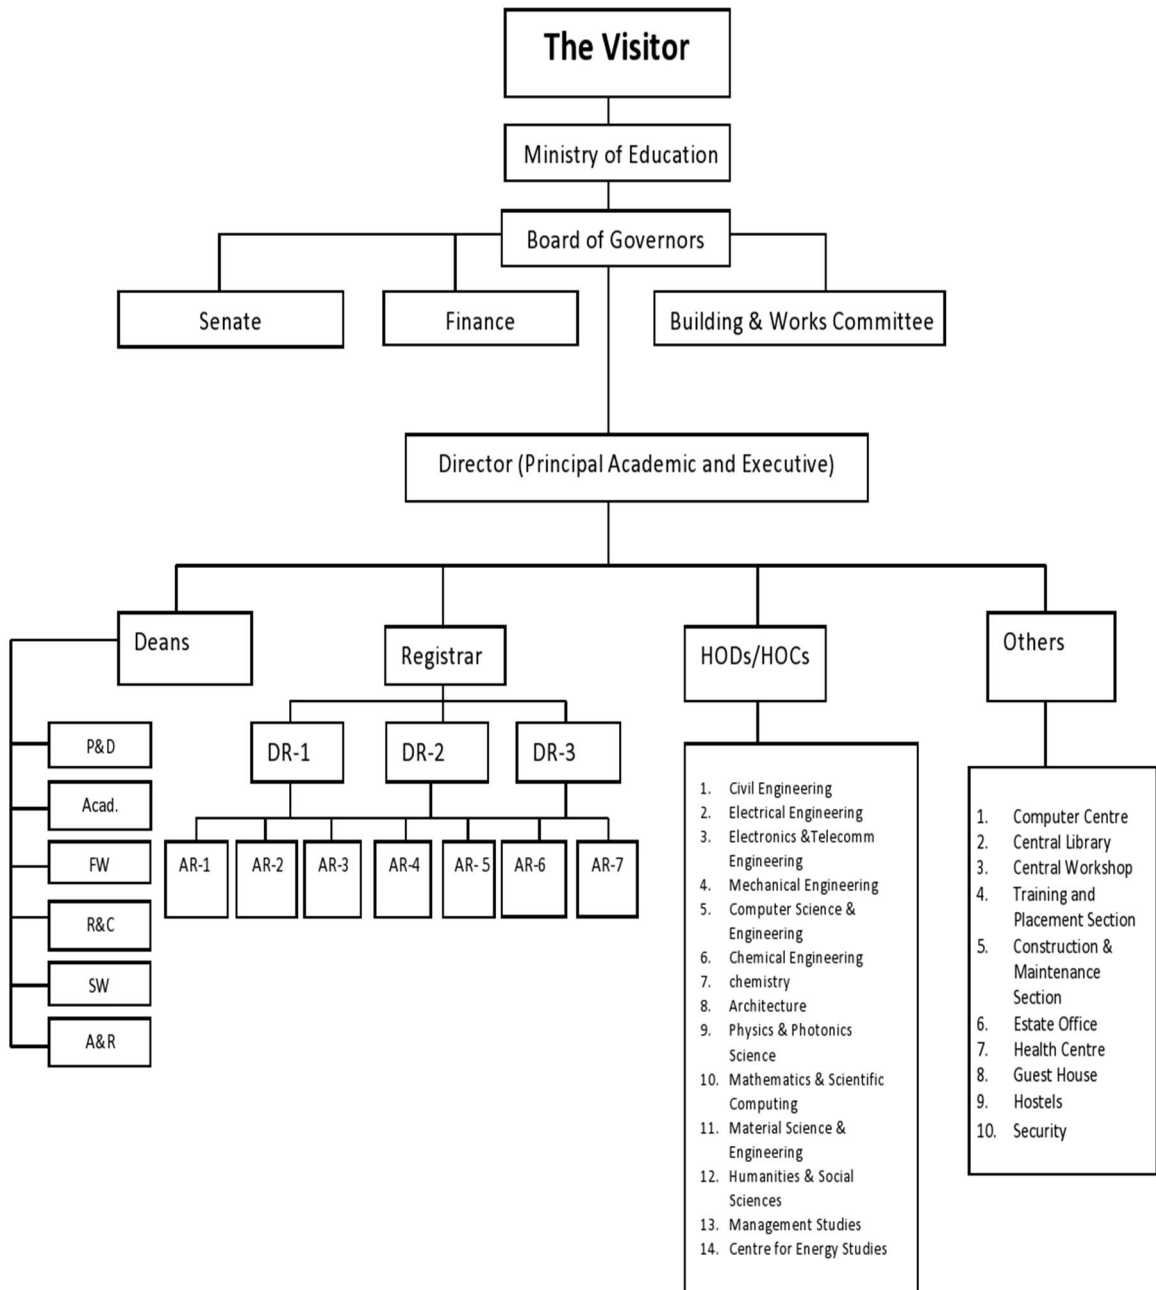 The Visitor
Ministry of Education
Board of Governors
Senate
Finance
Building & Works Committee
Director (Principal Academic and Executive)
Deans
Registrar
HODs/HOCs
Others
P&D
Acad.
FW
R&C
SW
A&R
DR-1
DR-2
DR-3
AR-1
AR-2
AR-3
AR-4
AR- 5
AR-6
AR-7
1. Civil Engineering
2. Electrical Engineering
3. Electronics &Telecomm
Engineering
4. Mechanical Engineering
5. Computer Science &
Engineering
6. Chemical Engineering
7. chemistry
8. Architecture
9. Physics & Photonics
Science
10. Mathematics & Scientific
Computing
11. Material Science &
Engineering
12. Humanities & Social
Sciences
13. Management Studies
14. Centre for Energy Studies
1. Computer Centre
2. Central Library
3. Central Workshop
4. Training and
Placement Section
5. Construction &
Maintenance
Section
6. Estate Office
7. Health Centre
8. Guest House
9. Hostels
10. Security